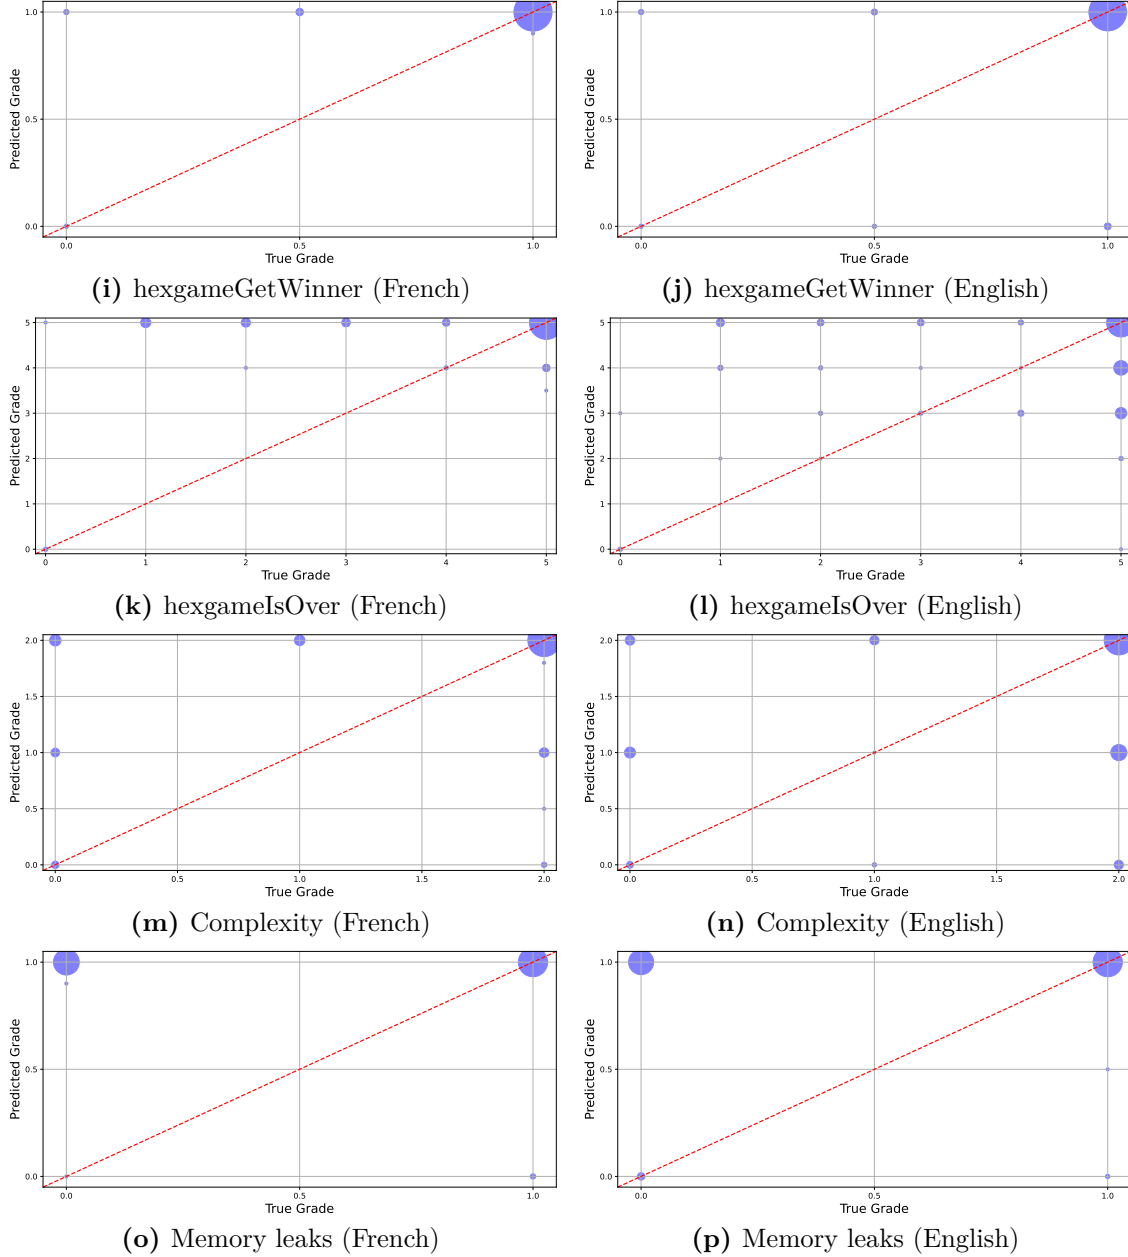 1.0
0.5
0.0
Predicted Grade
0.0 0.5 1.0
True Grade
(i) hexgameGetWinner (French)
1.0
0.5
0.0
Predicted Grade
0.0 0.5 1.0
True Grade
(j) hexgameGetWinner (English)
5
4
3
2
1
0
Predicted Grade
0 1 2 3 4 5
True Grade
(k) hexgameIsOver (French)
5
4
3
2
1
0
Predicted Grade
0 1 2 3 4 5
True Grade
(l) hexgameIsOver (English)
2.0
1.5
1.0
0.5
0.0
Predicted Grade
0.0 0.5 1.0 1.5 2.0
True Grade
(m) Complexity (French)
2.0
1.5
1.0
0.5
0.0
Predicted Grade
0.0 0.5 1.0 1.5 2.0
True Grade
(n) Complexity (English)
1.0
0.5
0.0
Predicted Grade
0.0 0.5 1.0
True Grade
(o) Memory leaks (French)
1.0
0.5
0.0
Predicted Grade
0.0 0.5 1.0
True Grade
(p) Memory leaks (English)